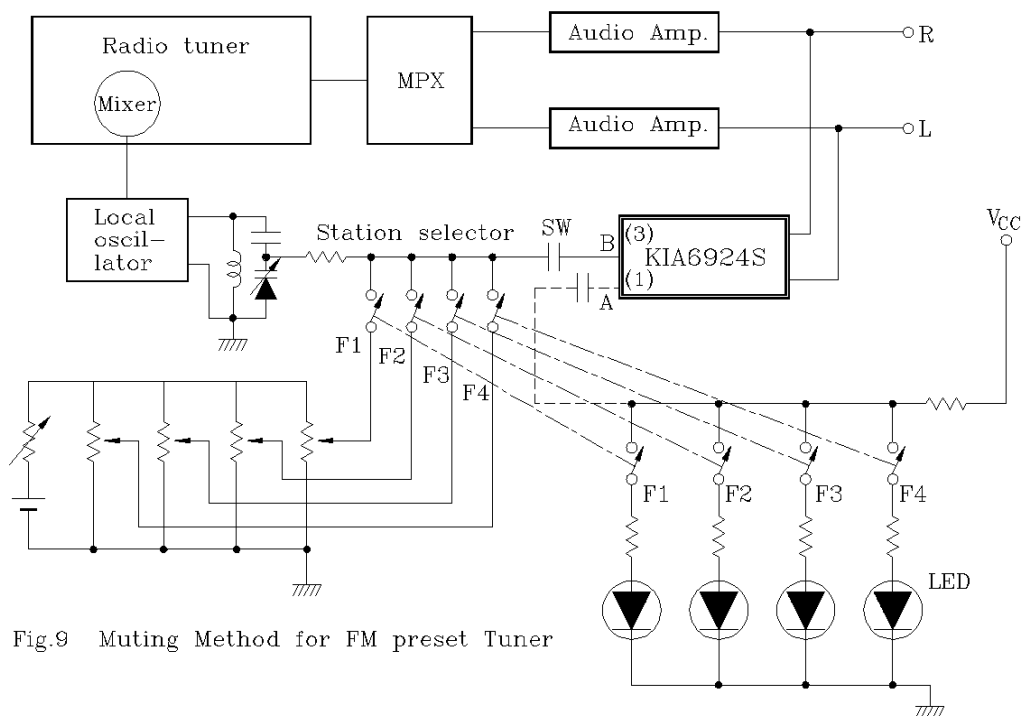 Radio tuner
Mixer
MPX
Audio Amp.
R
Audio Amp.
L
Local
oscil-
lator
Station selector
SW
B
(3)
KIA6924S
(1)
A
VCC
F1
F2
F3
F4
F1
F2
F3
F4
LED
Fig.9 Muting Method for FM preset Tuner